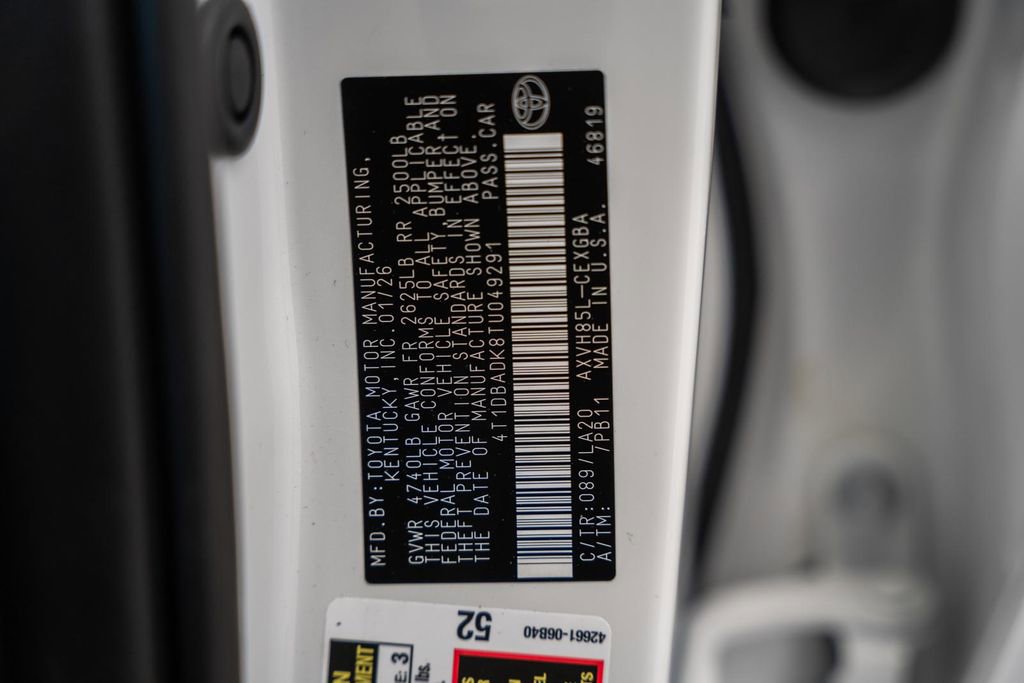 MFD.BY:TOYOTA MOTOR MANUFACTURING,
KENTUCKY, INC.01/26
GVWR 4740LB GAWR FR 2625LB RR 2500LB
THIS VEHICLE CONFORMS TO ALL APPLICABLE
FEDERAL MOTOR VEHICLE SAFETY, BUMPER AND
THEFT PREVENTION STANDARDS IN EFFECT ON
THE DATE OF MANUFACTURE SHOWN ABOVE.
4T1DBADK8TU049291 PASS.CAR
C/TR:089/LA20 AXVH85L-CEXGBA 46819
A/TM: /PB11 MADE IN U.S.A.
52
42661-06B40
E: 3
lbs.